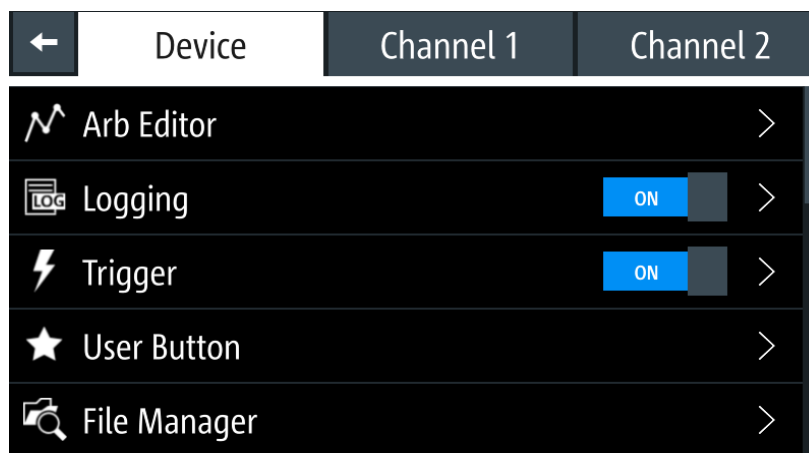 Device Channel 1 Channel 2
Arb Editor
LOG Logging ON
Trigger ON
User Button
File Manager